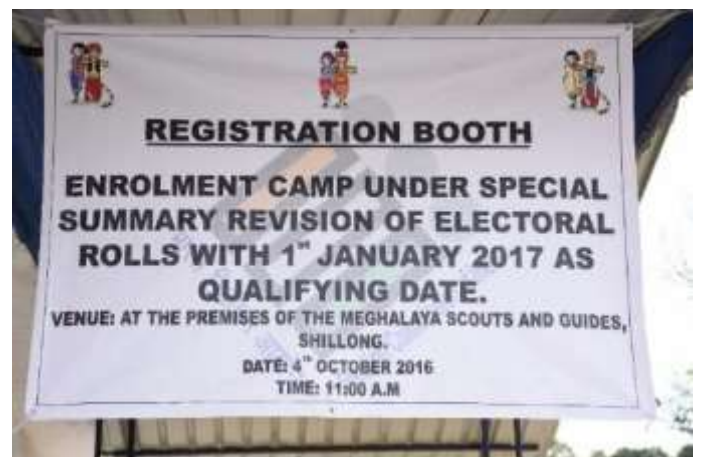 REGISTRATION BOOTH
ENROLMENT CAMP UNDER SPECIAL
SUMMARY REVISION OF ELECTORAL
ROLLS WITH 1st JANUARY 2017 AS
QUALIFYING DATE.
VENUE: AT THE PREMISES OF THE MEGHALAYA SCOUTS AND GUIDES,
SHILLONG.
DATE: 4th OCTOBER 2016
TIME: 11:00 A.M